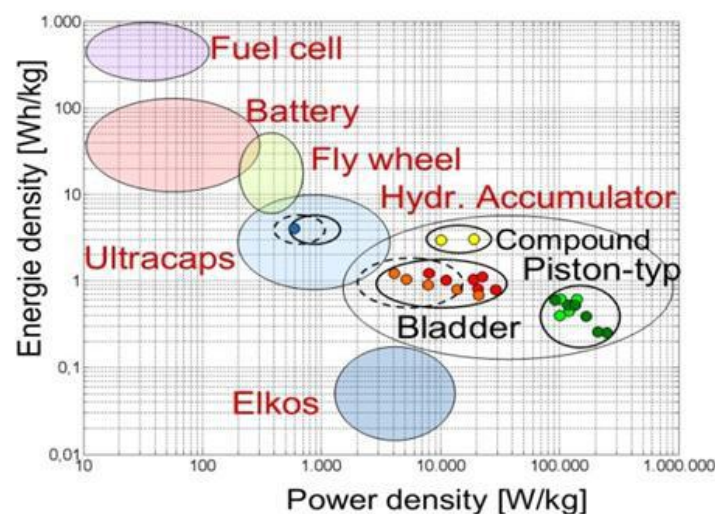 1.000
Fuel cell
100
Battery
Fly wheel
10
Hydr. Accumulator
Compound
Ultracaps
Piston-typ
1
Bladder
0,1
Elkos
0,01
10 100 1.000 10.000 100.000 1.000.000
Energie density [Wh/kg]
Power density [W/kg]